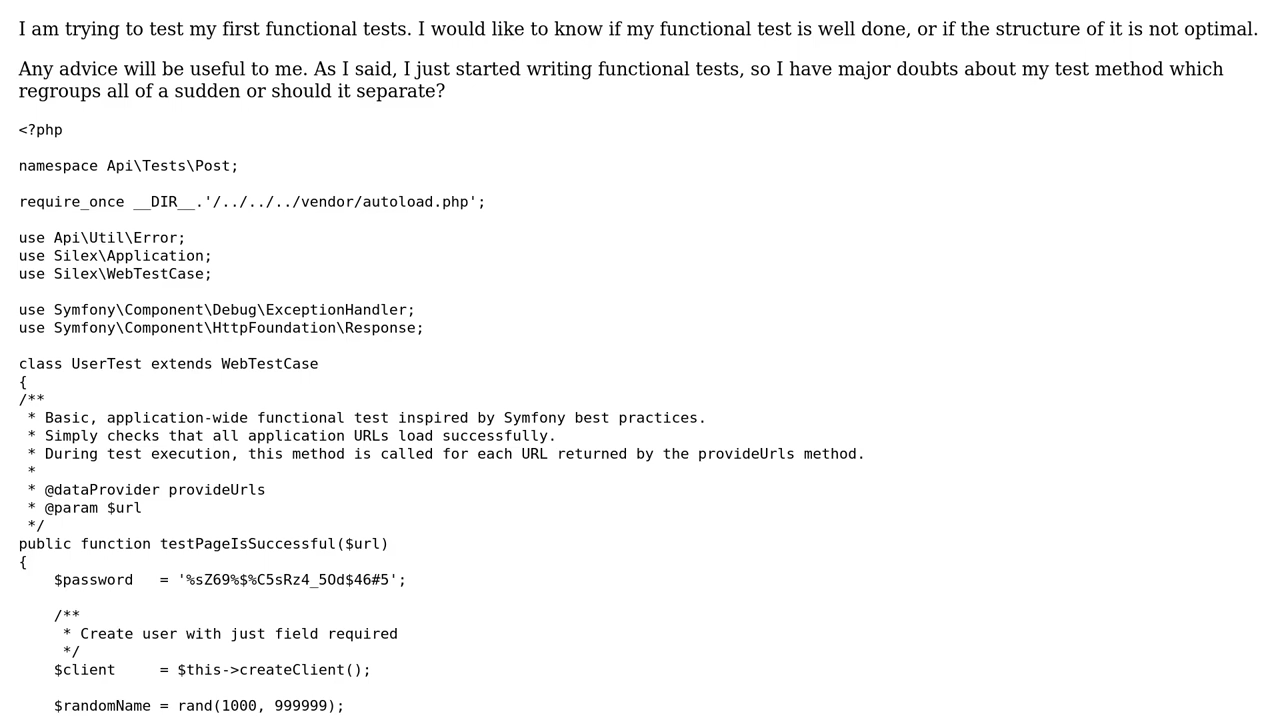 I am trying to test my first functional tests. I would like to know if my functional test is well done, or if the structure of it is not optimal.
Any advice will be useful to me. As I said, I just started writing functional tests, so I have major doubts about my test method which
regroups all of a sudden or should it separate?
<?php
namespace Api\Tests\Post;
require_once __DIR__.'/../../../vendor/autoload.php';
use Api\Util\Error;
use Silex\Application;
use Silex\WebTestCase;
use Symfony\Component\Debug\ExceptionHandler;
use Symfony\Component\HttpFoundation\Response;
class UserTest extends WebTestCase
{
/**
 * Basic, application-wide functional test inspired by Symfony best practices.
 * Simply checks that all application URLs load successfully.
 * During test execution, this method is called for each URL returned by the provideUrls method.
 *
 * @dataProvider provideUrls
 * @param $url
 */
public function testPageIsSuccessful($url)
{
    $password   = '%sZ69%$%C5sRz4_5Od$46#5';
    /**
     * Create user with just field required
     */
    $client     = $this->createClient();
    $randomName = rand(1000, 999999);